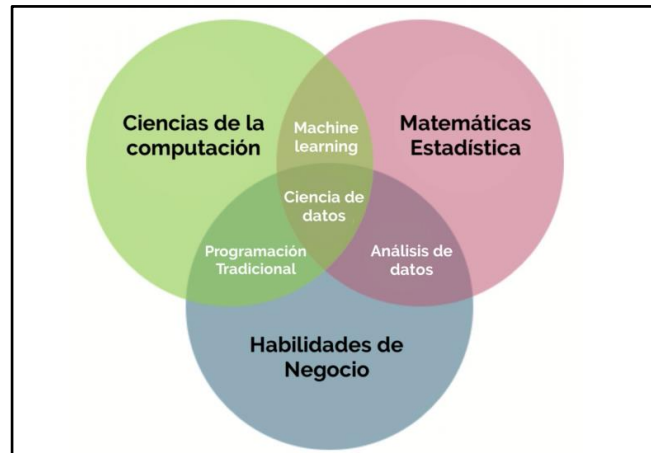 Ciencias de la
computación
Machine
learning
Matemáticas
Estadística
Ciencia de
datos
Programación
Tradicional
Análisis de
datos
Habilidades de
Negocio